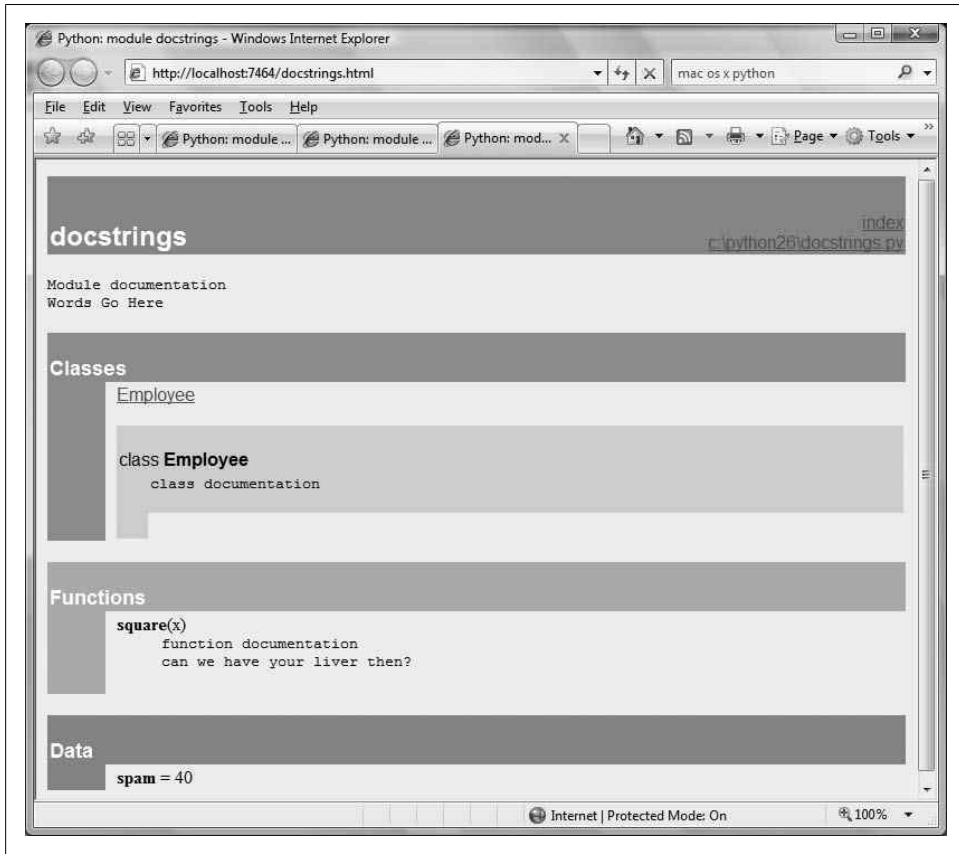 Python: module docstrings - Windows Internet Explorer
http://localhost:7464/docstrings.html
mac os x python
File Edit View Favorites Tools Help
Python: module ... Python: module ... Python: mod... Page Tools
docstrings
index
c:\python26\docstrings.py
Module documentation
Words Go Here
Classes
Employee
class Employee
class documentation
Functions
square(x)
function documentation
can we have your liver then?
Data
spam = 40
Internet | Protected Mode: On 100%